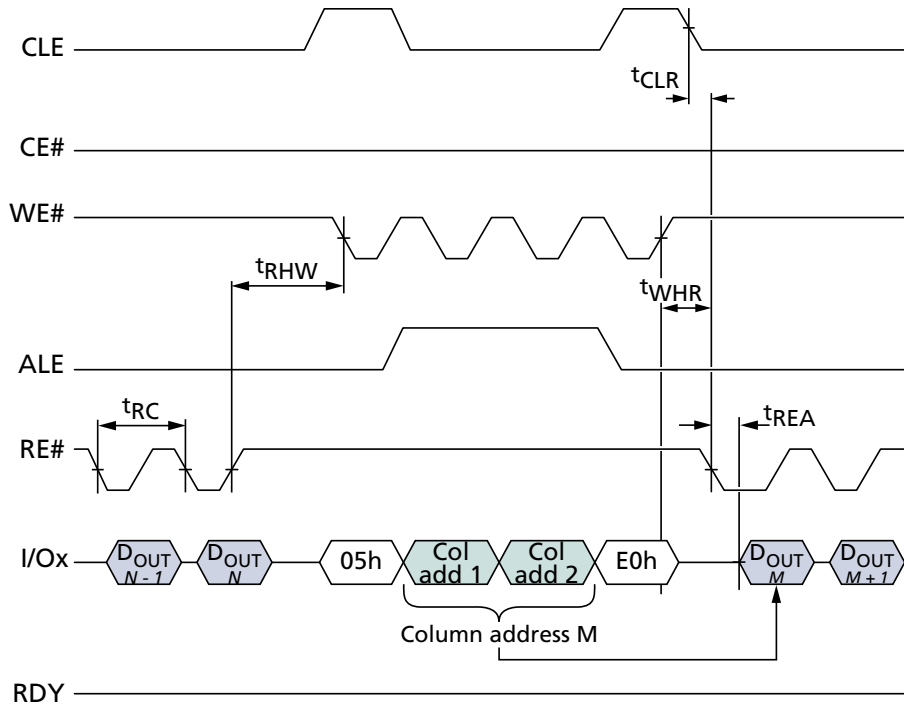 CLE
tCLR
CE#
WE#
tRHW
tWHR
ALE
tRC
tREA
RE#
I/Ox
DOUT
N - 1
DOUT
N
05h
Col
add 1
Col
add 2
E0h
DOUT
M
DOUT
M + 1
Column address M
RDY